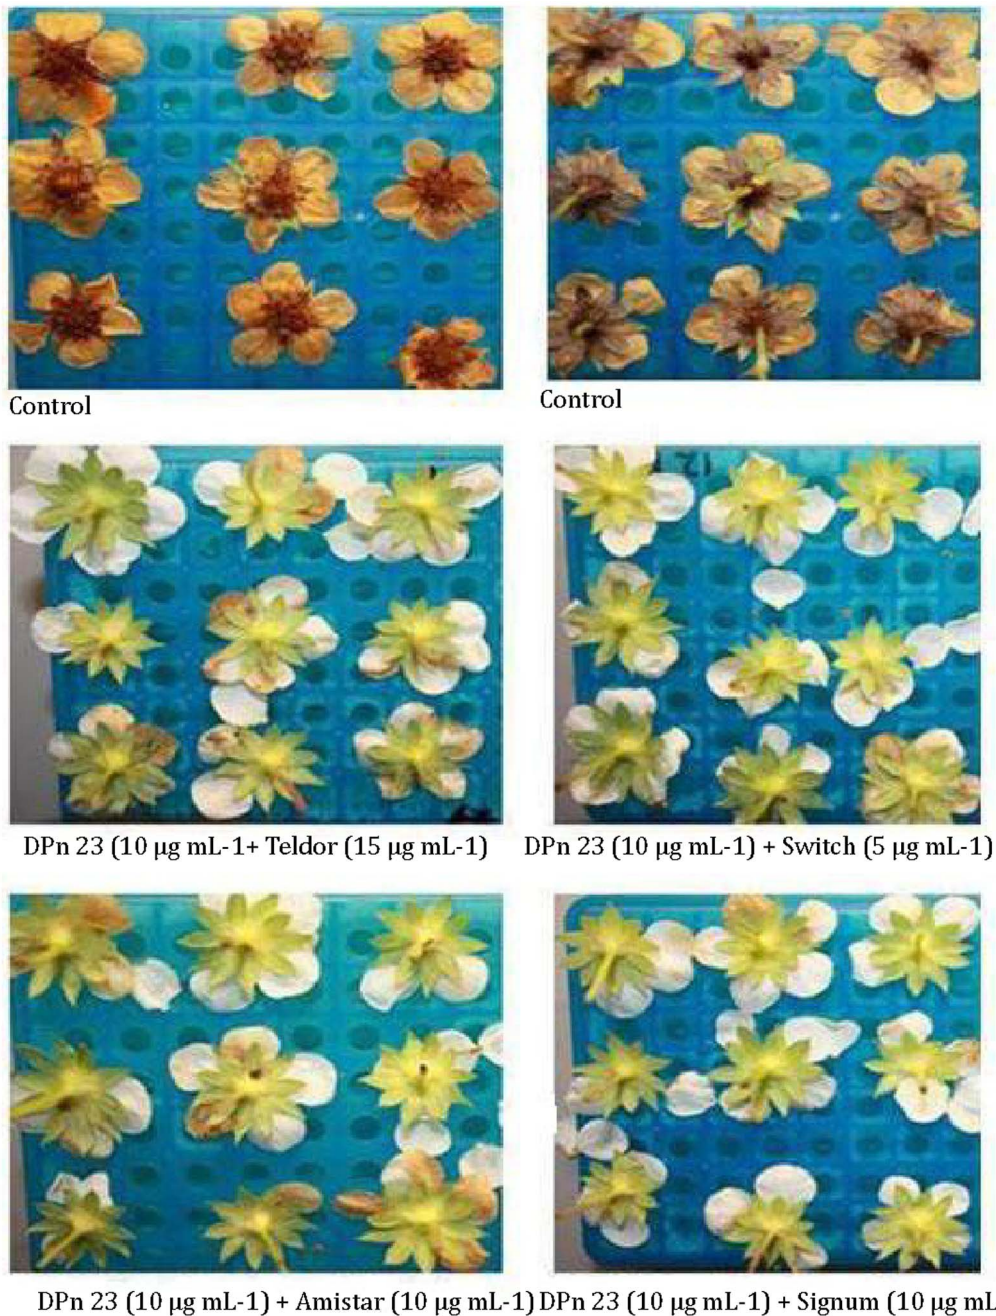 Control
Control
DPn 23 (10 µg mL-1+ Teldor (15 µg mL-1)
DPn 23 (10 µg mL-1) + Switch (5 µg mL-1)
DPn 23 (10 µg mL-1) + Amistar (10 µg mL-1)
DPn 23 (10 µg mL-1) + Signum (10 µg mL